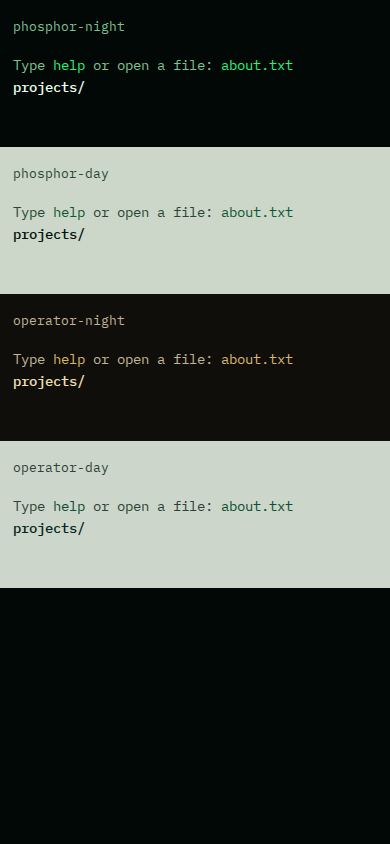 phosphor-night
Type help or open a file: about.txt
projects/
phosphor-day
Type help or open a file: about.txt
projects/
operator-night
Type help or open a file: about.txt
projects/
operator-day
Type help or open a file: about.txt
projects/